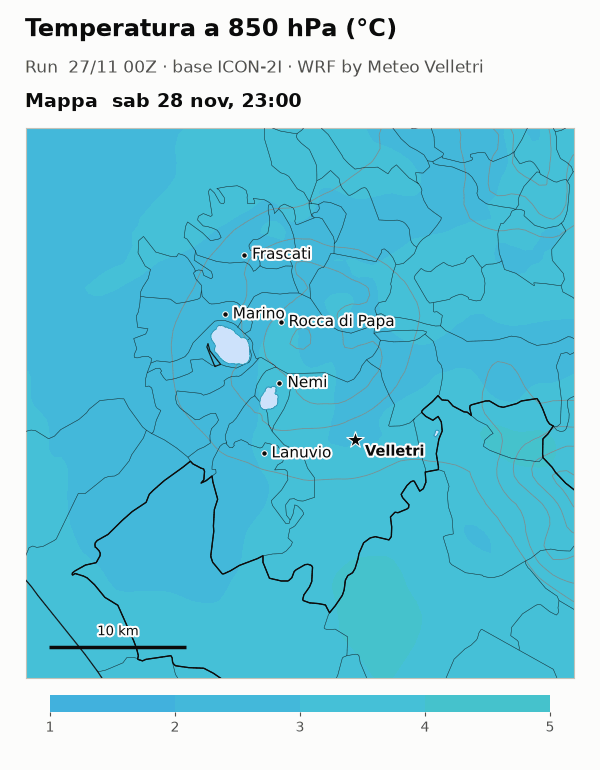 Temperatura a 850 hPa (°C)
Run  27/11 00Z · base ICON-2I · WRF by Meteo Velletri
Mappa  sab 28 nov, 23:00
Frascati
Marino
Rocca di Papa
Nemi
Velletri
Lanuvio
10 km
1 2 3 4 5